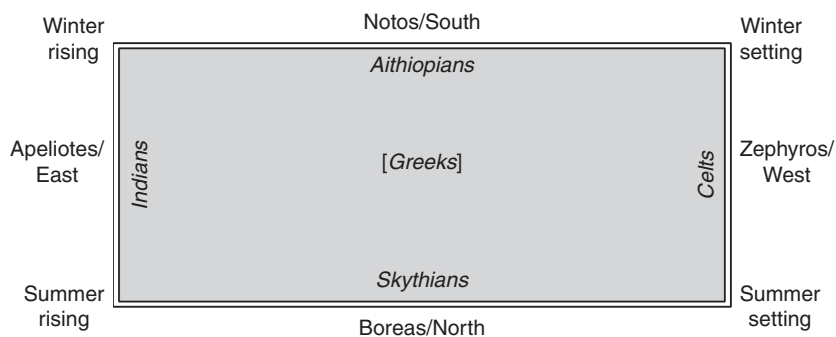 Winter
rising
Notos/South
Winter
setting
Aithiopians
Apeliotes/
East
Indians
[Greeks]
Celts
Zephyros/
West
Skythians
Summer
rising
Boreas/North
Summer
setting